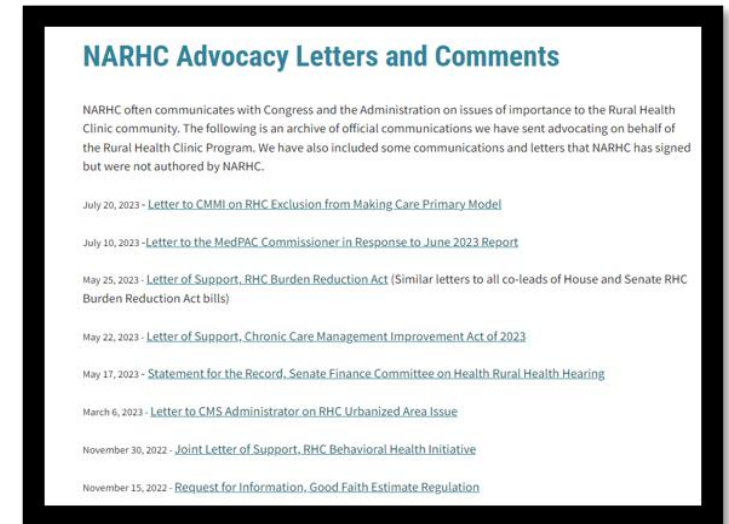 NARHC Advocacy Letters and Comments
NARHC often communicates with Congress and the Administration on issues of importance to the Rural Health
Clinic community. The following is an archive of official communications we have sent advocating on behalf of
the Rural Health Clinic Program. We have also included some communications and letters that NARHC has signed
but were not authored by NARHC.
July 20, 2023 - Letter to CMMI on RHC Exclusion from Making Care Primary Model
July 10, 2023 -Letter to the MedPAC Commissioner in Response to June 2023 Report
May 25, 2023 - Letter of Support, RHC Burden Reduction Act (Similar letters to all co-leads of House and Senate RHC
Burden Reduction Act bills)
May 22, 2023 - Letter of Support, Chronic Care Management Improvement Act of 2023
May 17, 2023 - Statement for the Record, Senate Finance Committee on Health Rural Health Hearing
March 6, 2023 - Letter to CMS Administrator on RHC Urbanized Area Issue
November 30, 2022 - Joint Letter of Support, RHC Behavioral Health Initiative
November 15, 2022 - Request for Information, Good Faith Estimate Regulation